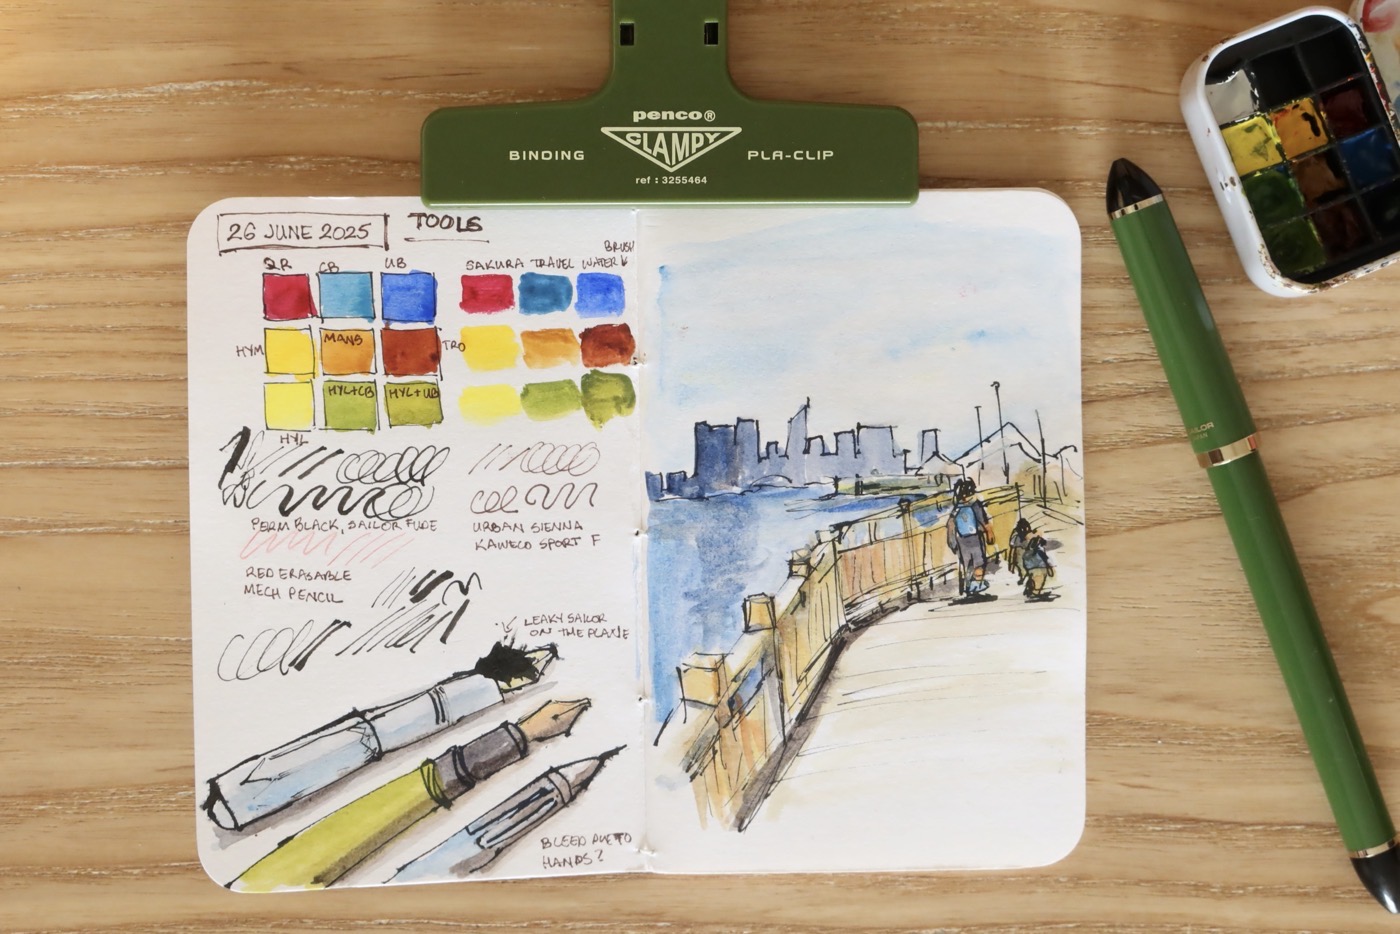 penco®
BINDING CLAMPY PLA-CLIP
ref : 3255464
26 JUNE 2025 TOOLS
BRUSH
QR CB UB SAKURA TRAVEL WATER
HYM MANS TRO
HYL+CB HYL+UB
HYL
PERM BLACK, SAILOR FUDE
URBAN SIENNA
KAWECO SPORT F
RED ERASABLE
MECH PENCIL
LEAKY SAILOR
ON THE PLANE
BLEED DUE TO
HANDS?